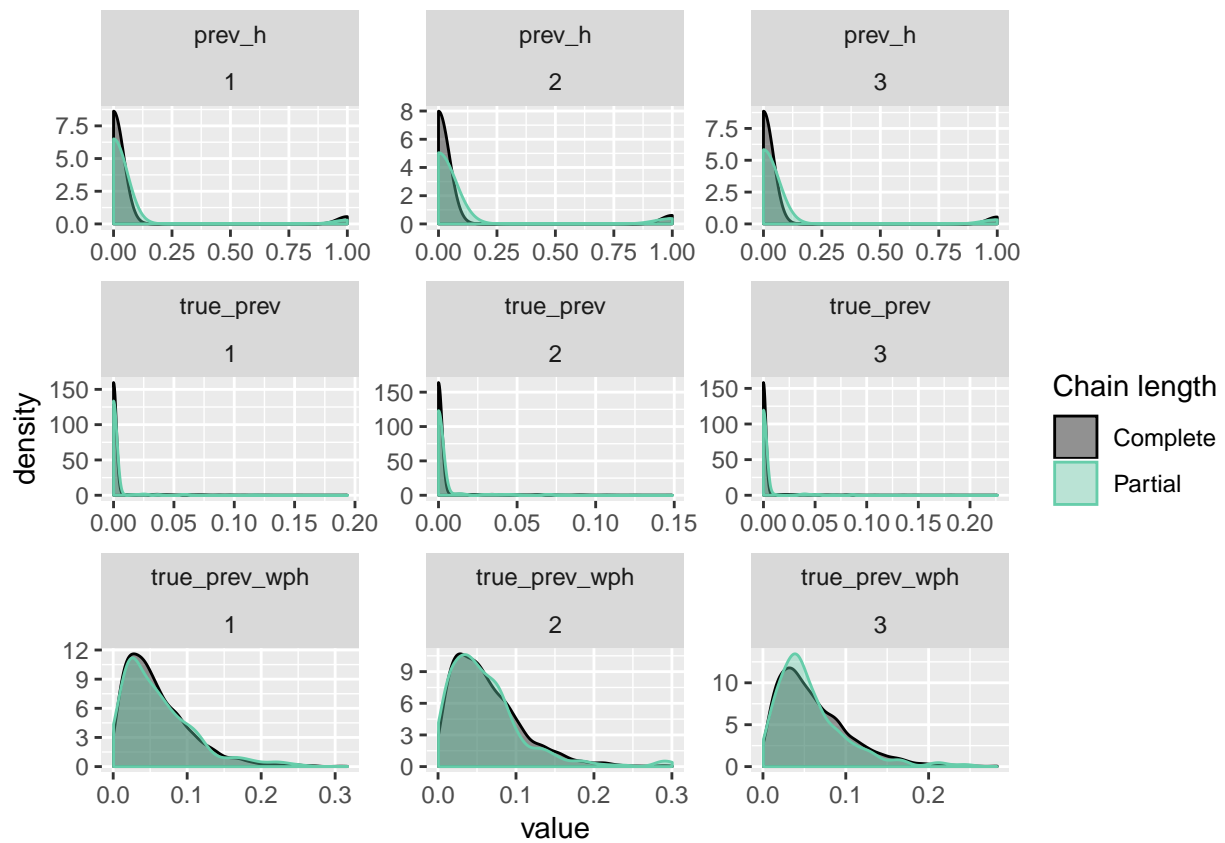 prev_h prev_h prev_h
1 2 3
7.5 5.0 2.5 0.0
8 6 4 2 0
7.5 5.0 2.5 0.0
0.00 0.25 0.50 0.75 1.00
0.00 0.25 0.50 0.75 1.00
0.00 0.25 0.50 0.75 1.00
true_prev true_prev true_prev
1 2 3
150 100 50 0
150 100 50 0
150 100 50 0
0.00 0.05 0.10 0.15 0.20
0.00 0.05 0.10 0.15
0.00 0.05 0.10 0.15 0.20
true_prev_wph true_prev_wph true_prev_wph
1 2 3
12 9 6 3 0
9 6 3 0
10 5 0
0.0 0.1 0.2 0.3
0.0 0.1 0.2 0.3
0.0 0.1 0.2
density
value
Chain length
Complete
Partial